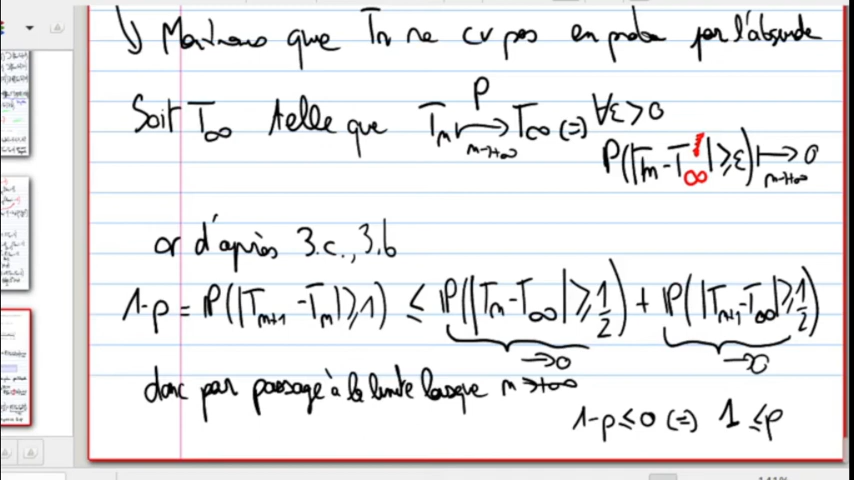 ↳ Montrons que Tn ne cv pas en proba par l'absurde
Soit T∞ telle que Tn P⟼ n→+∞ T∞ (=) ∀ε>0
P(|Tn-T∞|≥ε) ⟼ n→+∞ 0
or d'après 3.c., 3.b
1-p = P(|Tn+1 -Tn|≥1) ≤ P(|Tn-T∞|≥1/2) + P(|Tn+1-T∞|≥1/2)
→0 →0
donc par passage à la limite lorsque n→+∞
1-p≤0 (=) 1≤p